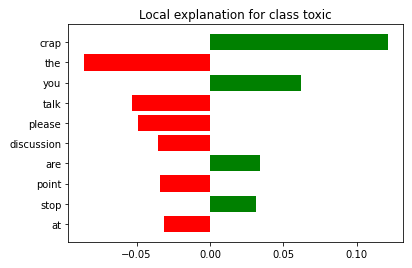 Local explanation for class toxic
crap
the
you
talk
please
discussion
are
point
stop
at
−0.05 0.00 0.05 0.10